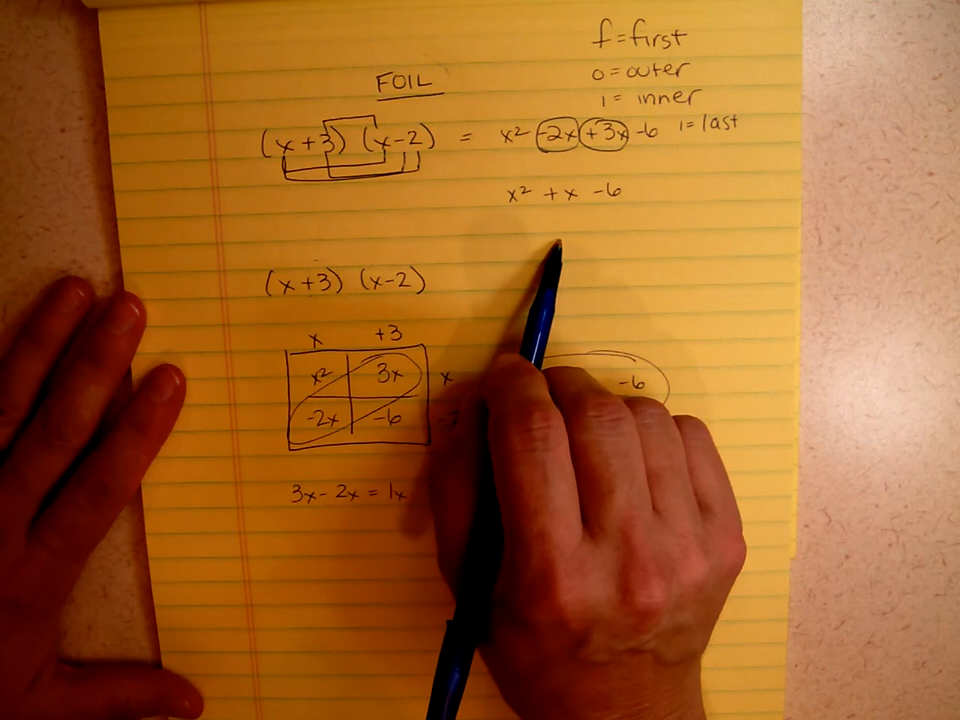 f = first
o = outer
i = inner
l = last
FOIL
(x + 3) (x - 2) = x² -2x +3x -6
x² + x - 6
(x + 3) (x - 2)
x +3
x² 3x x
-2x -6
-6
3x - 2x = 1x